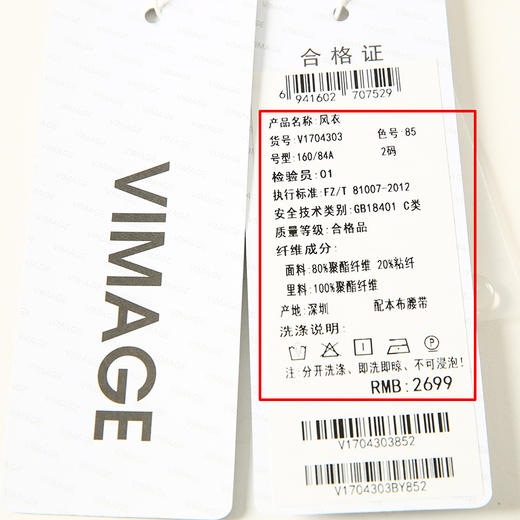 VIMAGE
合格证
6 941602 707529
产品名称:风衣
货号:V1704303 色号:85
号型:160/84A 2码
检验员:01
执行标准:FZ/T 81007-2012
安全技术类别:GB18401 C类
质量等级:合格品
纤维成分:
面料:80%聚酯纤维 20%粘纤
里料:100%聚酯纤维
产地:深圳 配本布腰带
洗涤说明:
P
注:分开洗涤、即洗即晾、不可浸泡!
RMB:2699
V1704303852
V1704303BY852